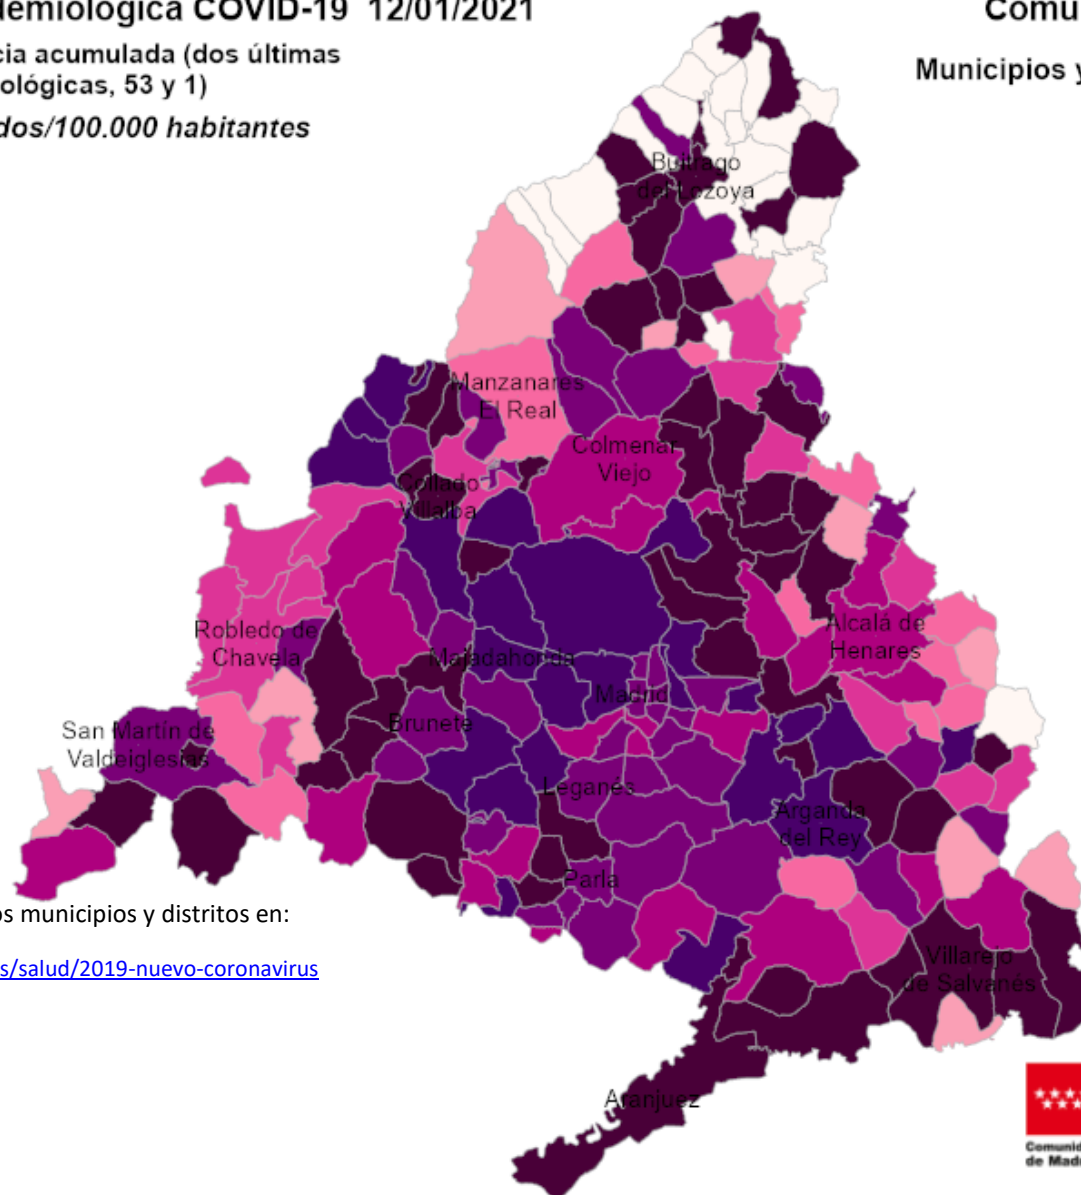 demiológica COVID-19 12/01/2021
Comu
cia acumulada (dos últimas
ológicas, 53 y 1)
Municipios y
dos/100.000 habitantes
Buitrago
del Lozoya
Manzanares
El Real
Colmenar
Viejo
Collado
Villalba
Robledo de
Chavela
Alcalá de
Henares
Majadahonda
Madrid
San Martín de
Valdeiglesias
Brunete
Leganés
Arganda
del Rey
Parla
os municipios y distritos en:
s/salud/2019-nuevo-coronavirus
Villarejo
de Salvanés
Aranjuez
Comunid
de Madr